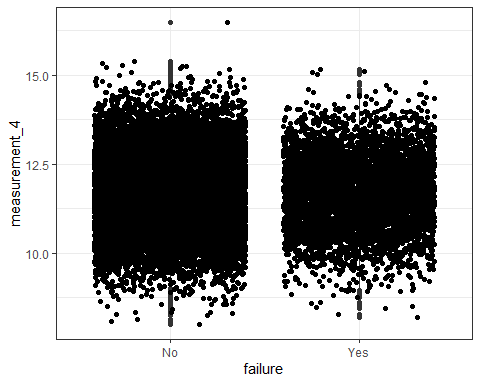 15.0
12.5
10.0
measurement_4
No
Yes
failure